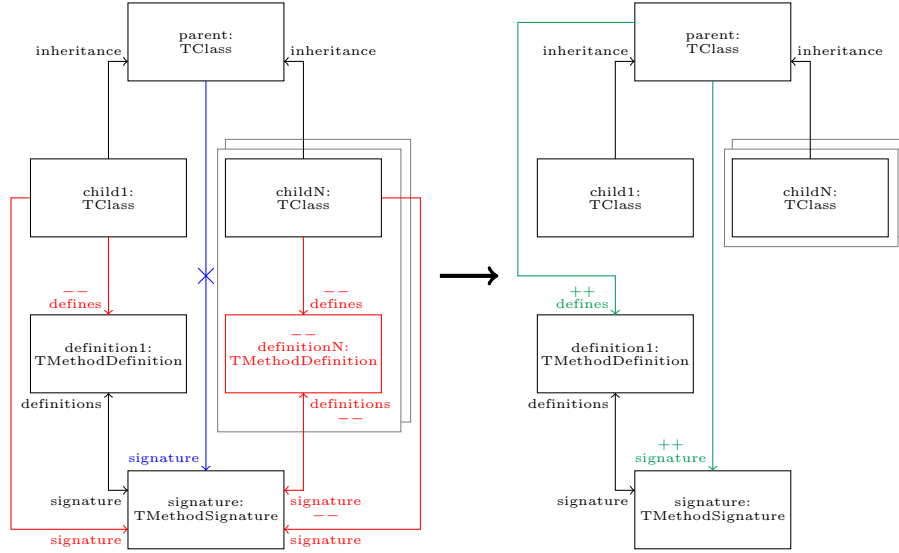 parent:
TClass
inheritance
inheritance
child1:
TClass
childN:
TClass
−−
defines
−−
defines
definition1:
TMethodDefinition
−−
definitionN:
TMethodDefinition
definitions
definitions
−−
signature
signature
signature
−−
signature
signature
signature:
TMethodSignature
parent:
TClass
inheritance
inheritance
child1:
TClass
childN:
TClass
++
defines
definition1:
TMethodDefinition
definitions
++
signature
signature
signature:
TMethodSignature